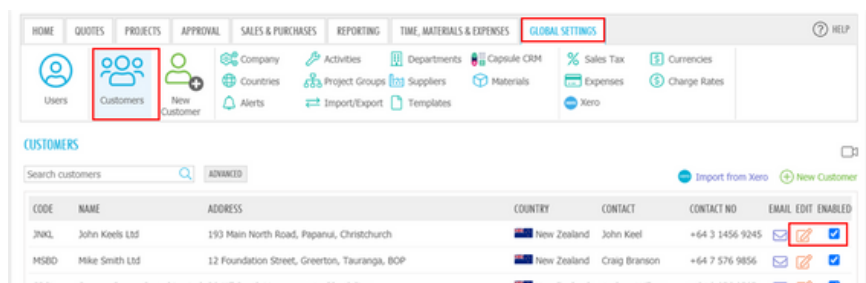 HOME QUOTES PROJECTS APPROVAL SALES & PURCHASES REPORTING TIME, MATERIALS & EXPENSES GLOBAL SETTINGS ? HELP
Company Activities Departments Capsule CRM % Sales Tax $ Currencies
Countries Project Groups Suppliers Materials Expenses $ Charge Rates
Alerts Import/Export Templates Xero
Users Customers New
Customer
CUSTOMERS
Search customers ADVANCED
Import from Xero New Customer
CODE NAME ADDRESS COUNTRY CONTACT CONTACT NO EMAIL EDIT ENABLED
JNKL John Keels Ltd 193 Main North Road, Papanui, Christchurch New Zealand John Keel +64 3 1456 9245
MSBD Mike Smith Ltd 12 Foundation Street, Greerton, Tauranga, BOP New Zealand Craig Branson +64 7 576 9856